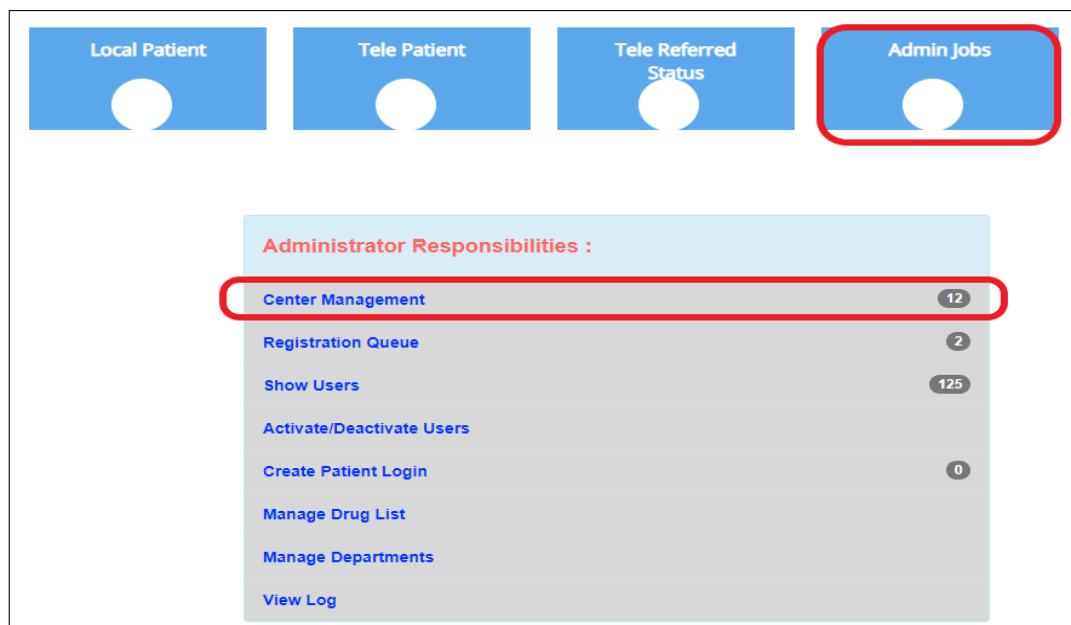 Local Patient
Tele Patient
Tele Referred
Status
Admin Jobs
Administrator Responsibilities :
Center Management 12
Registration Queue 2
Show Users 125
Activate/Deactivate Users
Create Patient Login 0
Manage Drug List
Manage Departments
View Log